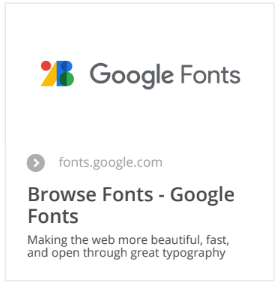 Google Fonts
fonts.google.com
Browse Fonts - Google
Fonts
Making the web more beautiful, fast,
and open through great typography